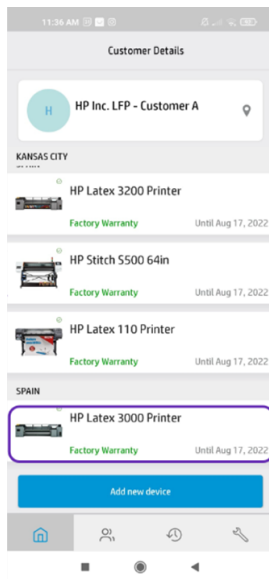 11:36 AM
Customer Details
H
HP Inc. LFP - Customer A
KANSAS CITY
HP Latex 3200 Printer
Factory Warranty Until Aug 17, 2022
HP Stitch S500 64in
Factory Warranty Until Aug 17, 2022
HP Latex 110 Printer
Factory Warranty Until Aug 17, 2022
SPAIN
HP Latex 3000 Printer
Factory Warranty Until Aug 17, 2022
Add new device